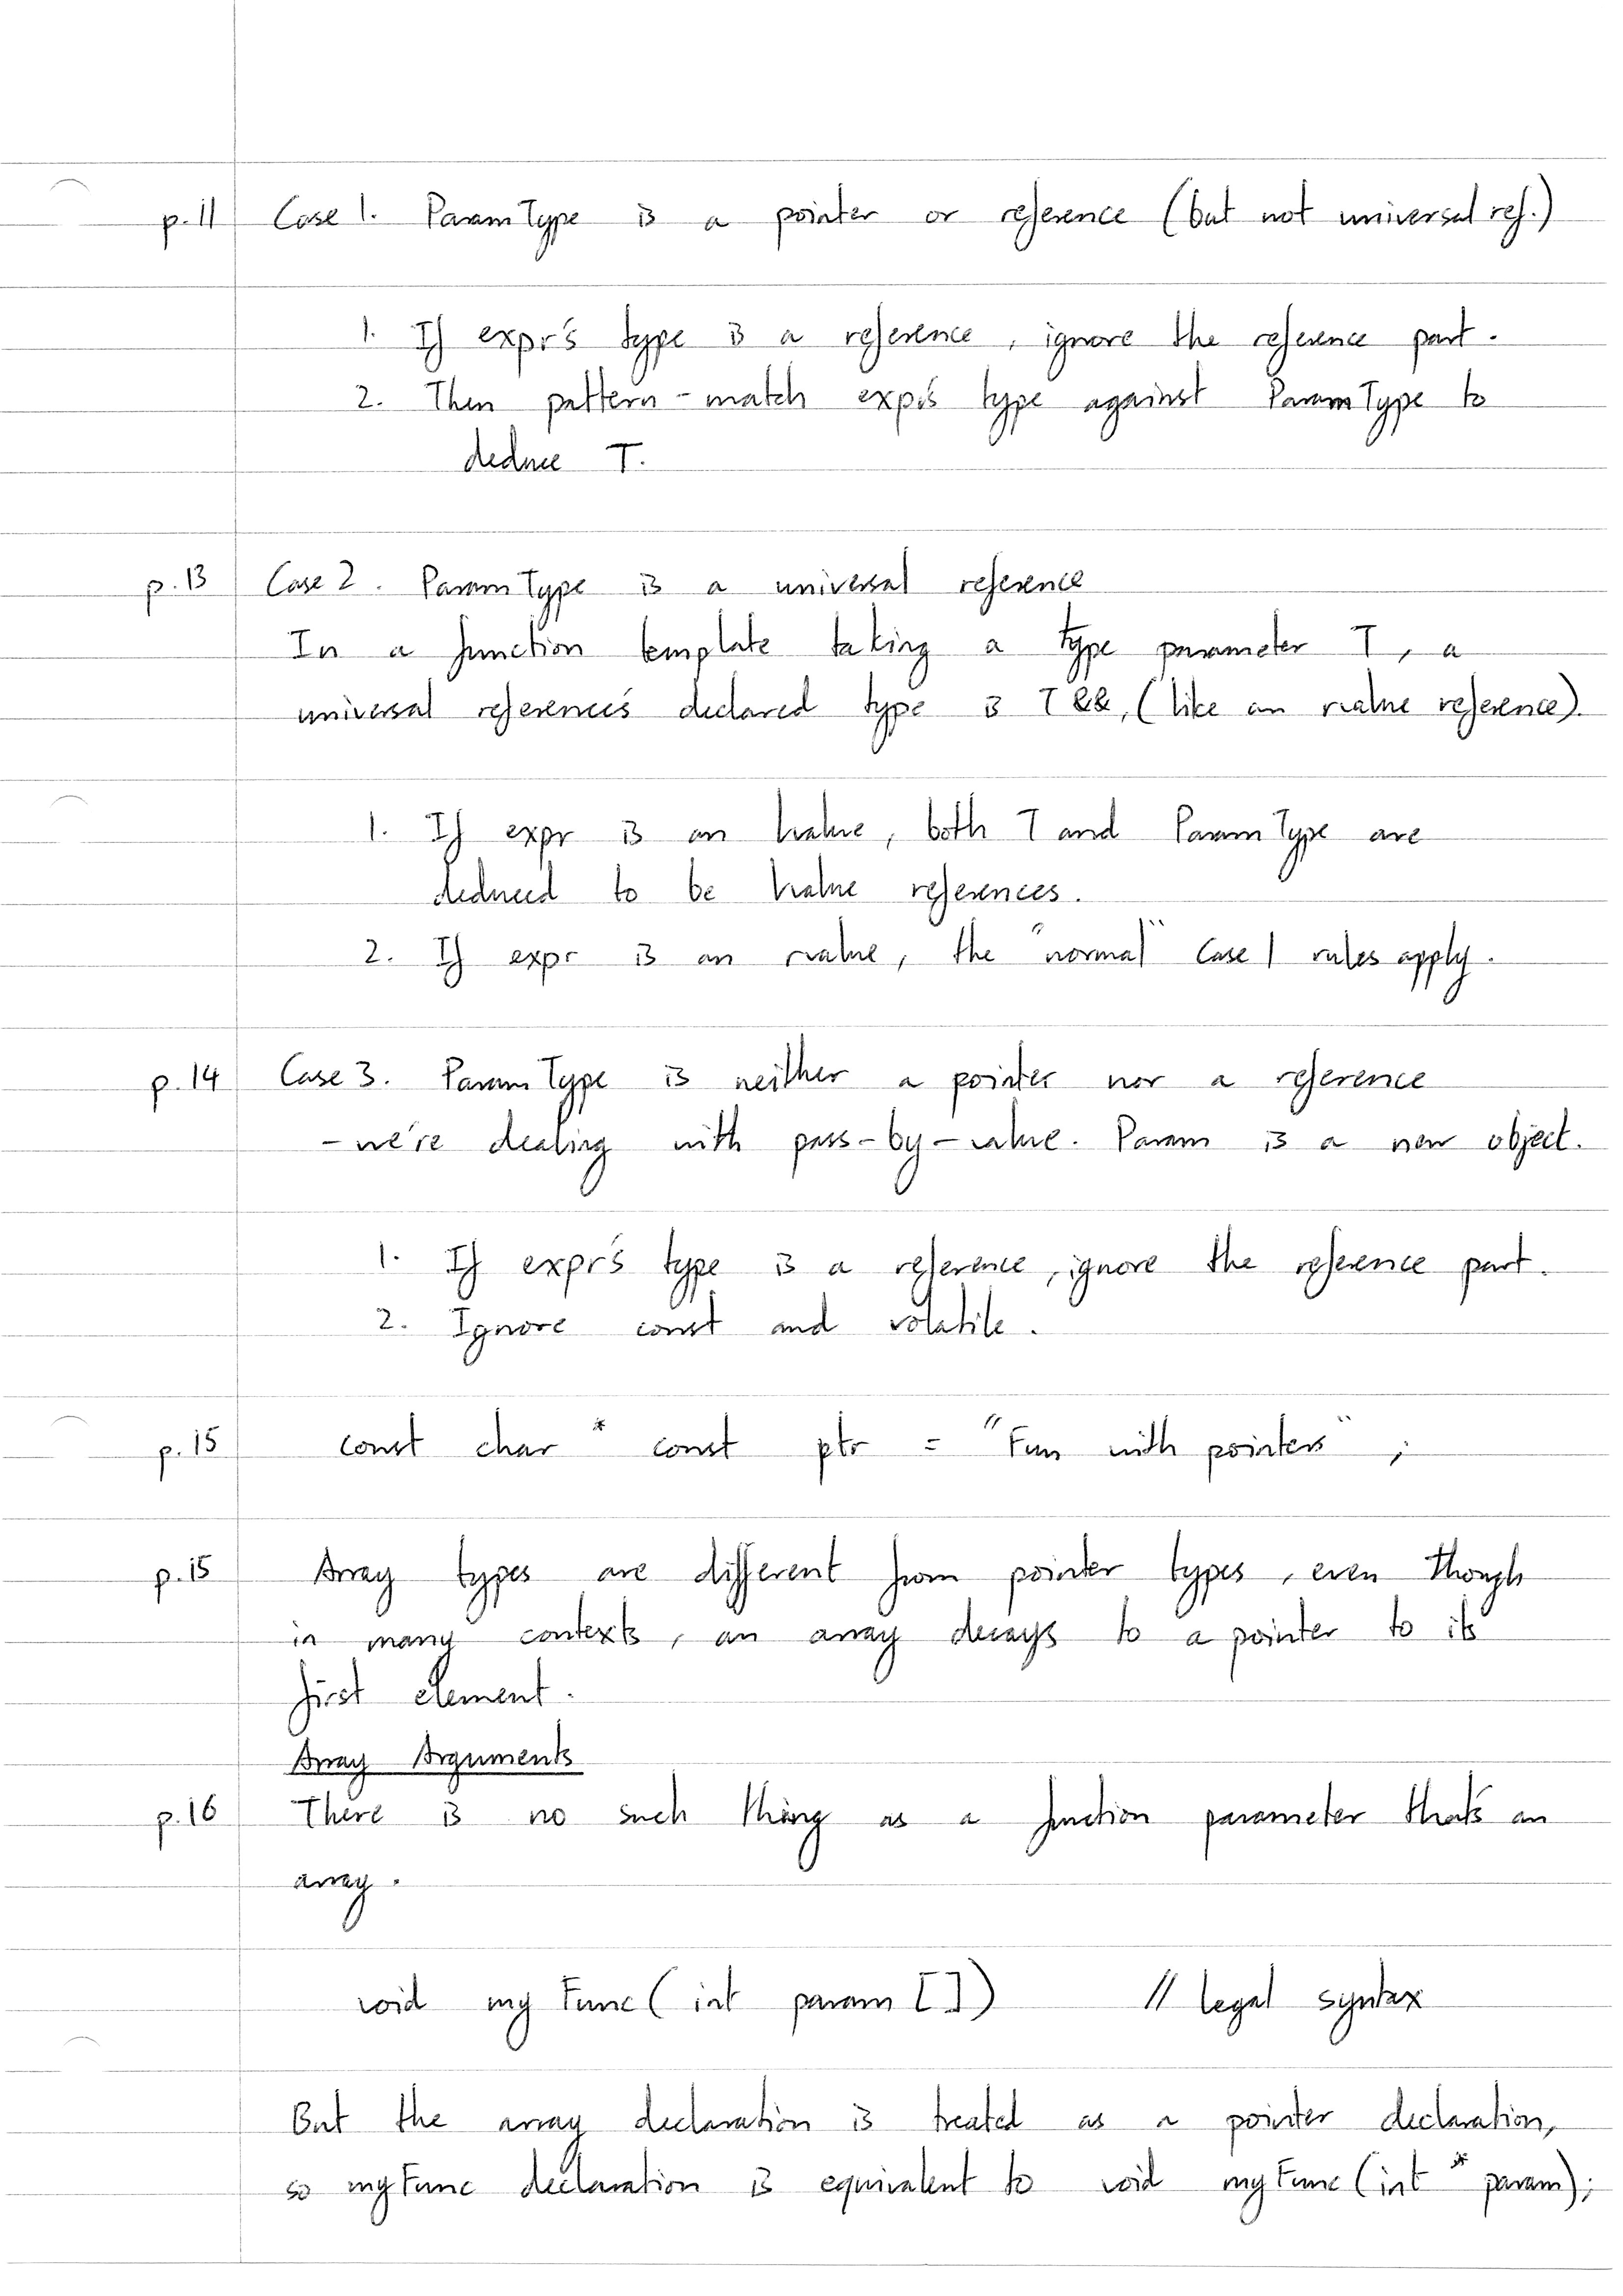 p.11 Case 1. ParamType is a pointer or reference (but not universal ref.)
1. If expr's type is a reference, ignore the reference part.
2. Then pattern-match expr's type against ParamType to
deduce T.
p.13 Case 2. ParamType is a universal reference
In a function template taking a type parameter T, a
universal reference's declared type is T&&, (like an rvalue reference).
1. If expr is an lvalue, both T and ParamType are
deduced to be lvalue references.
2. If expr is an rvalue, the "normal" Case 1 rules apply.
p.14 Case 3. ParamType is neither a pointer nor a reference
- we're dealing with pass-by-value. Param is a new object.
1. If expr's type is a reference, ignore the reference part.
2. Ignore const and volatile.
p.15 const char * const ptr = "Fun with pointers" ;
p.15 Array types are different from pointer types, even though
in many contexts, an array decays to a pointer to its
first element.
Array Arguments
p.16 There is no such thing as a function parameter that's an
array.
void myFunc(int param[]) // legal syntax
But the array declaration is treated as a pointer declaration,
so myFunc declaration is equivalent to void myFunc(int * param);